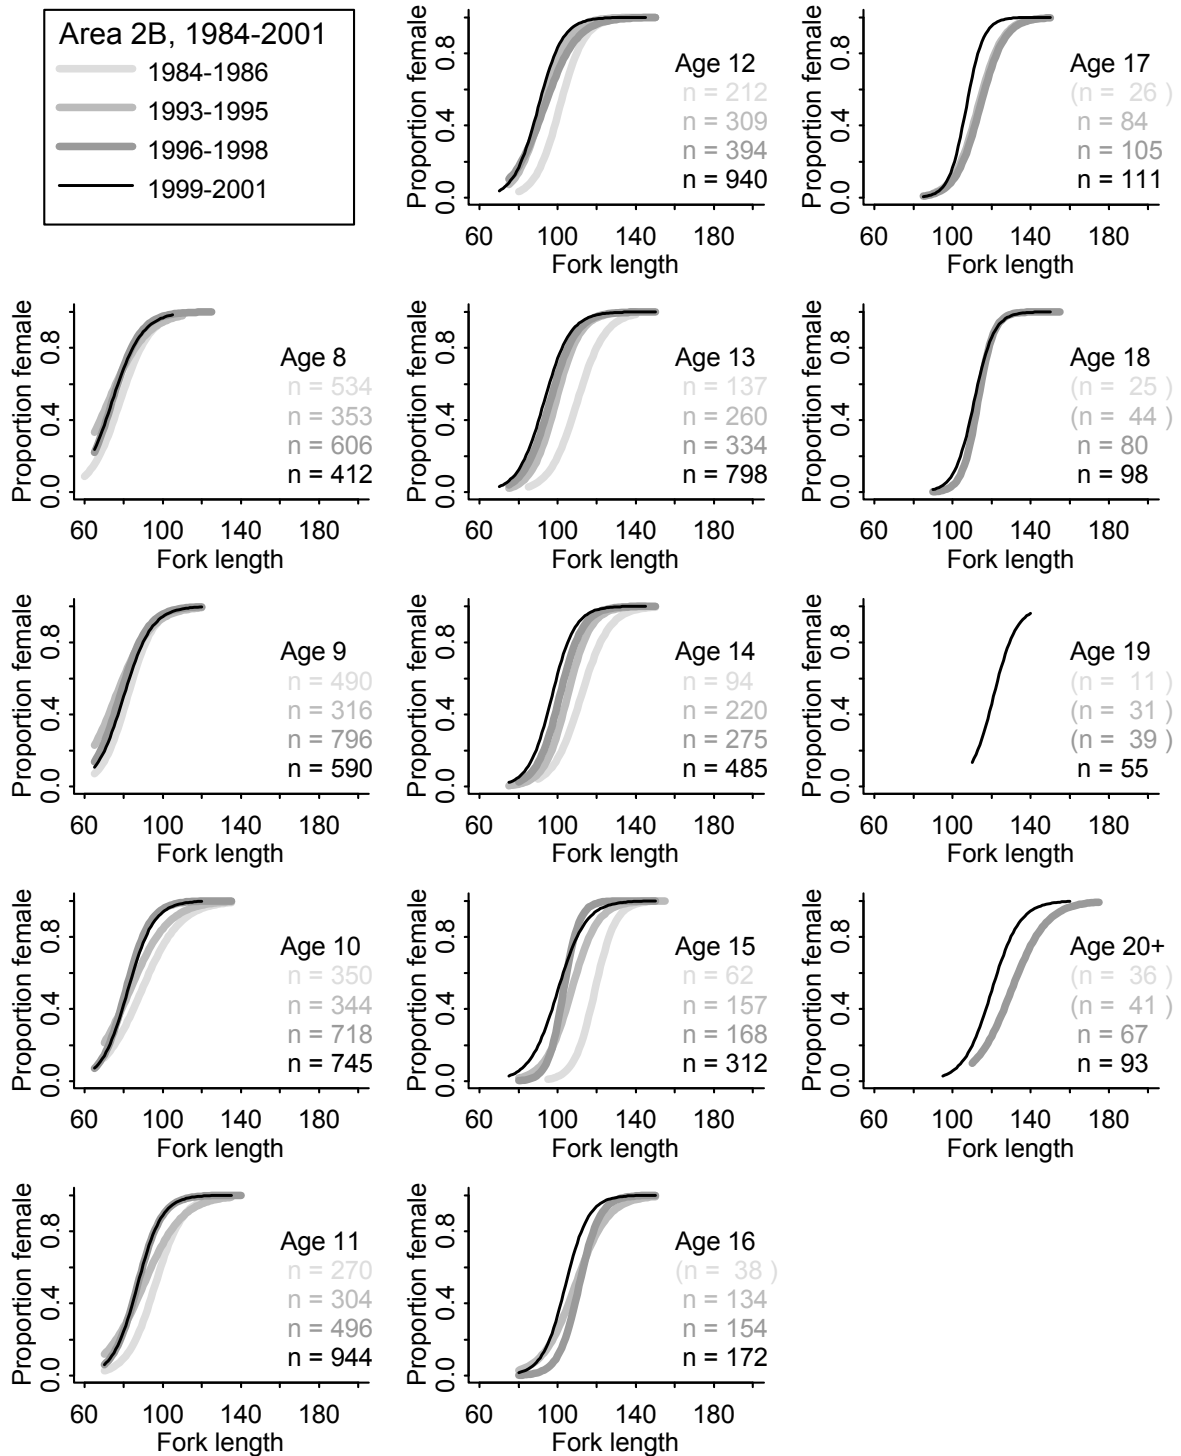 Area 2B, 1984-2001
1984-1986
1993-1995
1996-1998
1999-2001
Proportion female
0.0 0.4 0.8
Age 12
n = 212
n = 309
n = 394
n = 940
60 100 140 180
Fork length
Proportion female
0.0 0.4 0.8
Age 17
(n = 26 )
n = 84
n = 105
n = 111
60 100 140 180
Fork length
Proportion female
0.0 0.4 0.8
Age 8
n = 534
n = 353
n = 606
n = 412
60 100 140 180
Fork length
Proportion female
0.0 0.4 0.8
Age 13
n = 137
n = 260
n = 334
n = 798
60 100 140 180
Fork length
Proportion female
0.0 0.4 0.8
Age 18
(n = 25 )
(n = 44 )
n = 80
n = 98
60 100 140 180
Fork length
Proportion female
0.0 0.4 0.8
Age 9
n = 490
n = 316
n = 796
n = 590
60 100 140 180
Fork length
Proportion female
0.0 0.4 0.8
Age 14
n = 94
n = 220
n = 275
n = 485
60 100 140 180
Fork length
Proportion female
0.0 0.4 0.8
Age 19
(n = 11 )
(n = 31 )
(n = 39 )
n = 55
60 100 140 180
Fork length
Proportion female
0.0 0.4 0.8
Age 10
n = 350
n = 344
n = 718
n = 745
60 100 140 180
Fork length
Proportion female
0.0 0.4 0.8
Age 15
n = 62
n = 157
n = 168
n = 312
60 100 140 180
Fork length
Proportion female
0.0 0.4 0.8
Age 20+
(n = 36 )
(n = 41 )
n = 67
n = 93
60 100 140 180
Fork length
Proportion female
0.0 0.4 0.8
Age 11
n = 270
n = 304
n = 496
n = 944
60 100 140 180
Fork length
Proportion female
0.0 0.4 0.8
Age 16
(n = 38 )
n = 134
n = 154
n = 172
60 100 140 180
Fork length